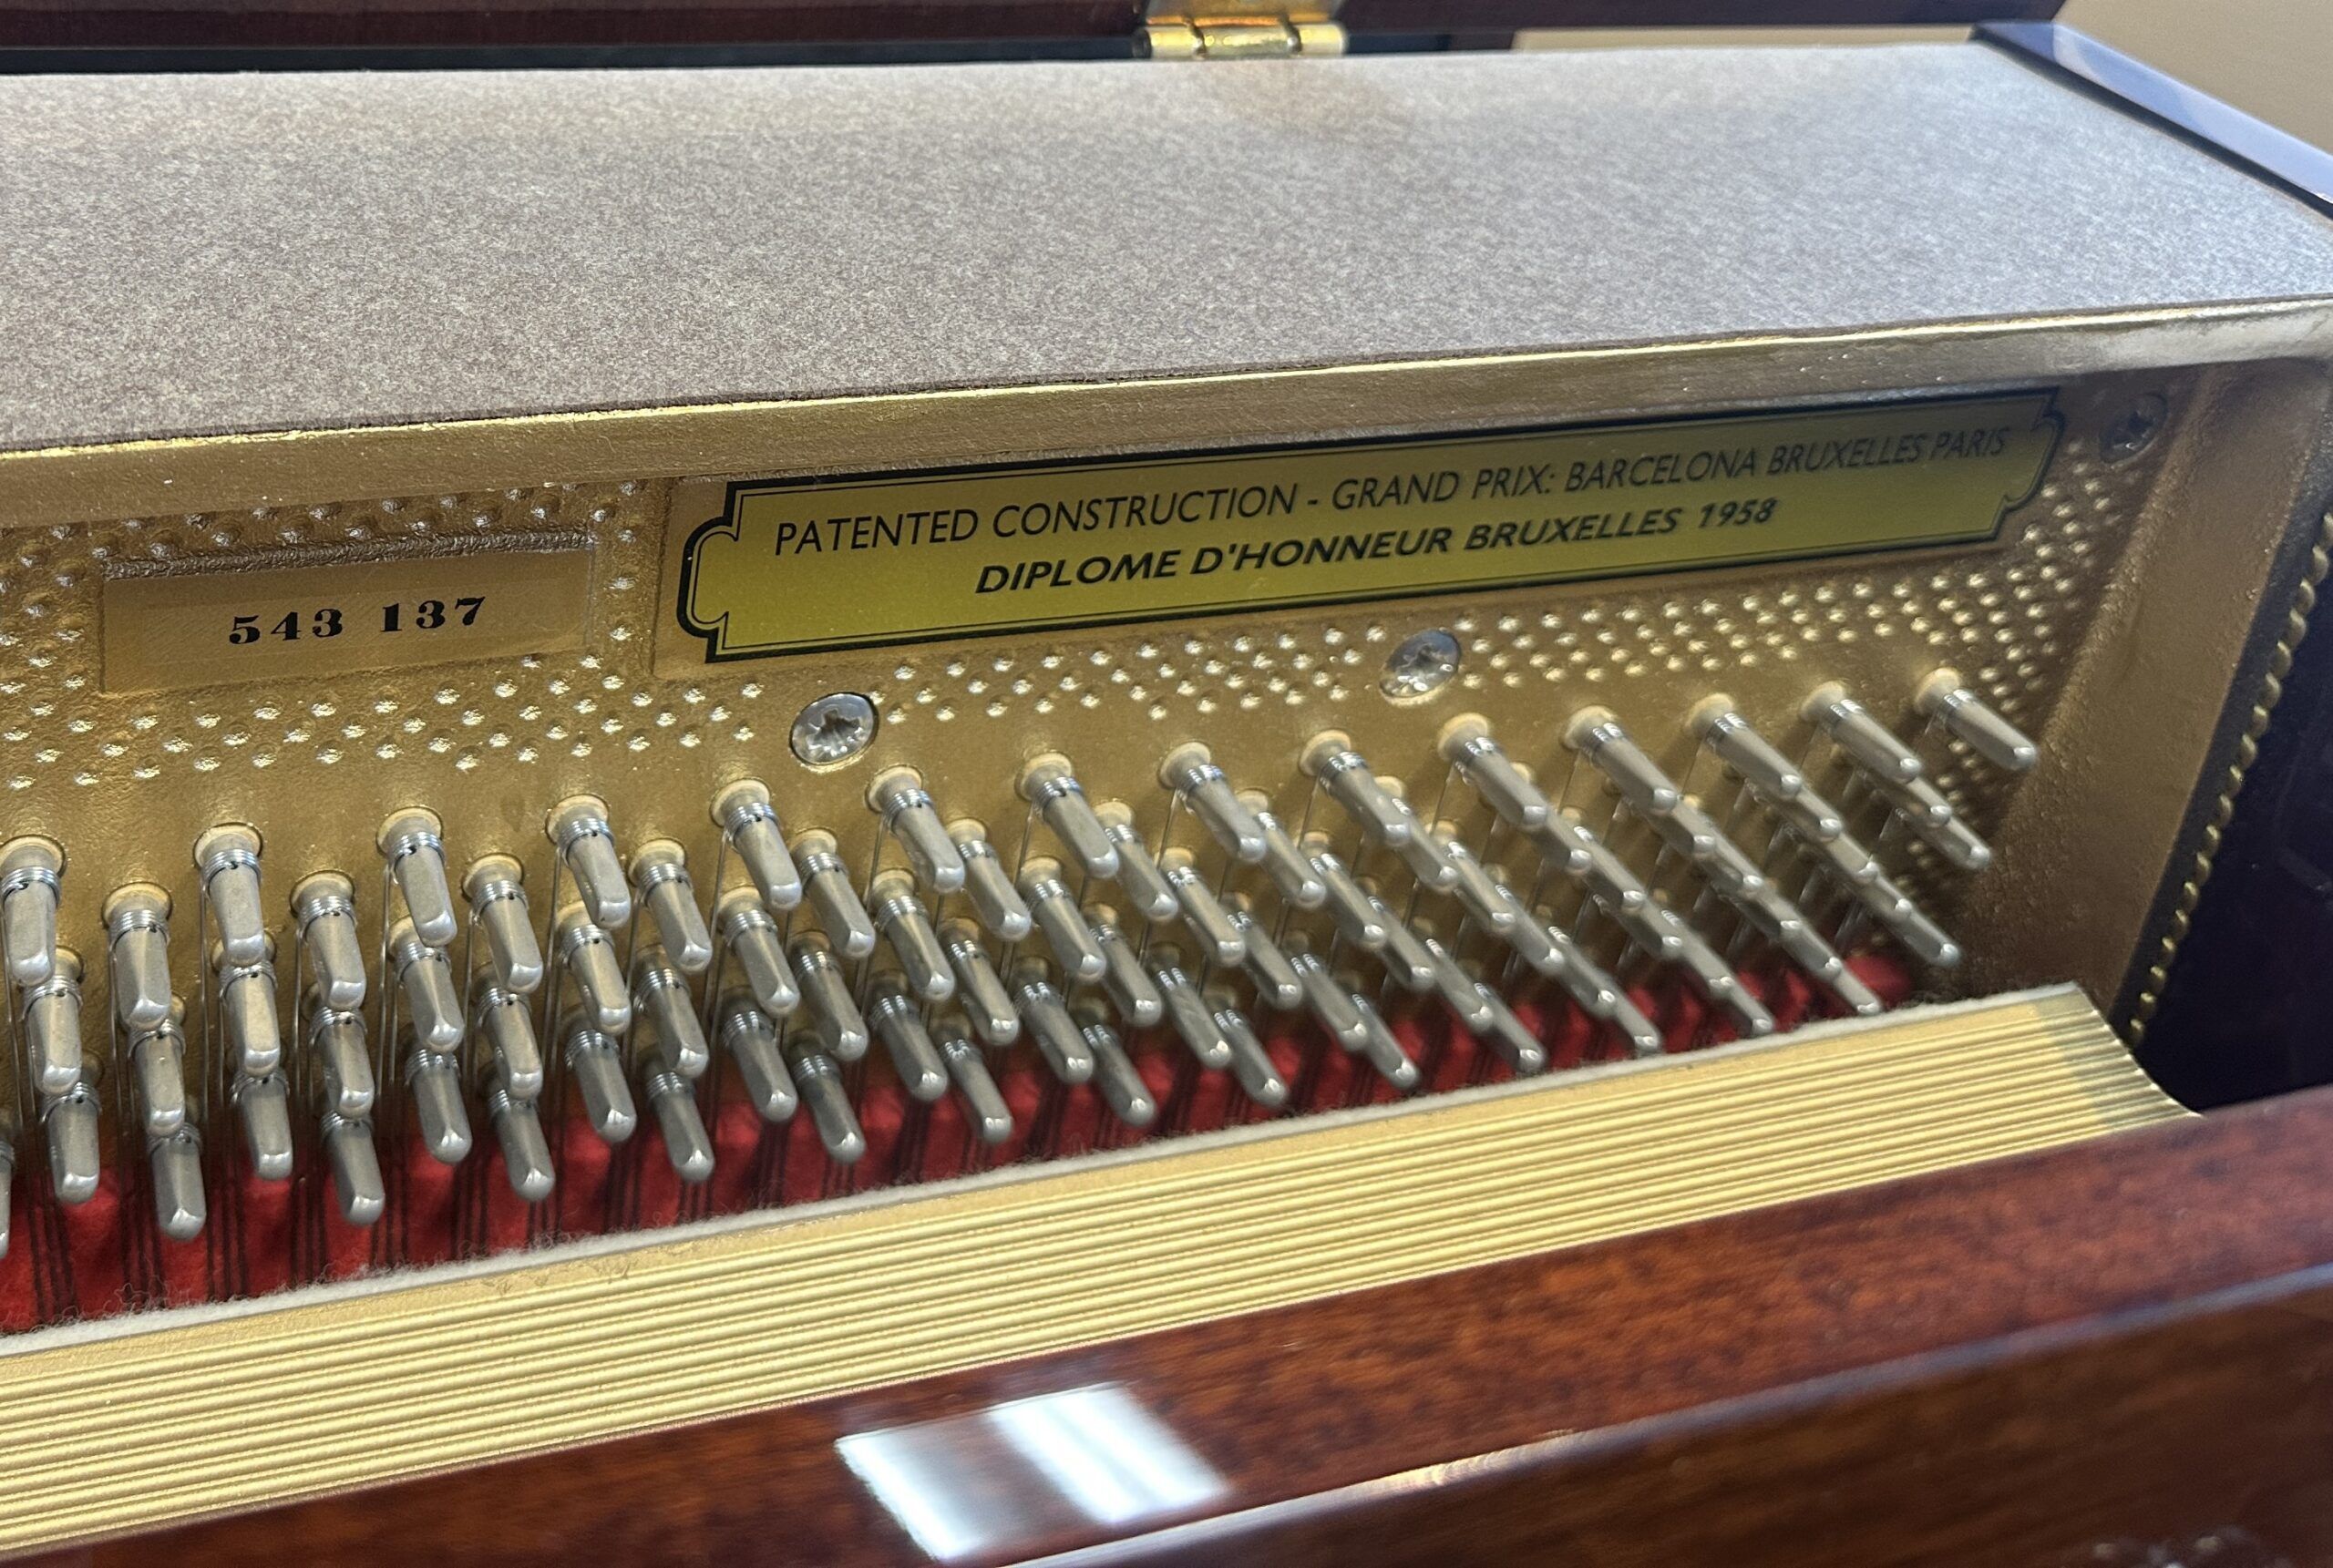 543 137
PATENTED CONSTRUCTION - GRAND PRIX: BARCELONA BRUXELLES PARIS
DIPLOME D'HONNEUR BRUXELLES 1958